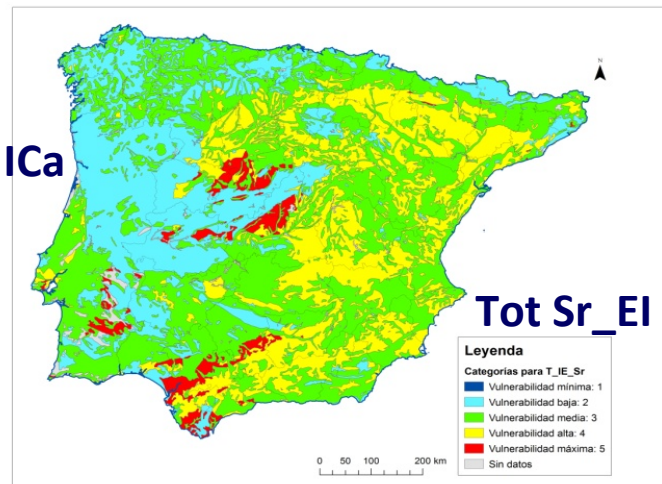 N
ICa
Tot Sr_EI
Leyenda
Categorías para T_IE_Sr
Vulnerabilidad mínima: 1
Vulnerabilidad baja: 2
Vulnerabilidad media: 3
Vulnerabilidad alta: 4
Vulnerabilidad máxima: 5
Sin datos
0 50 100 200 km